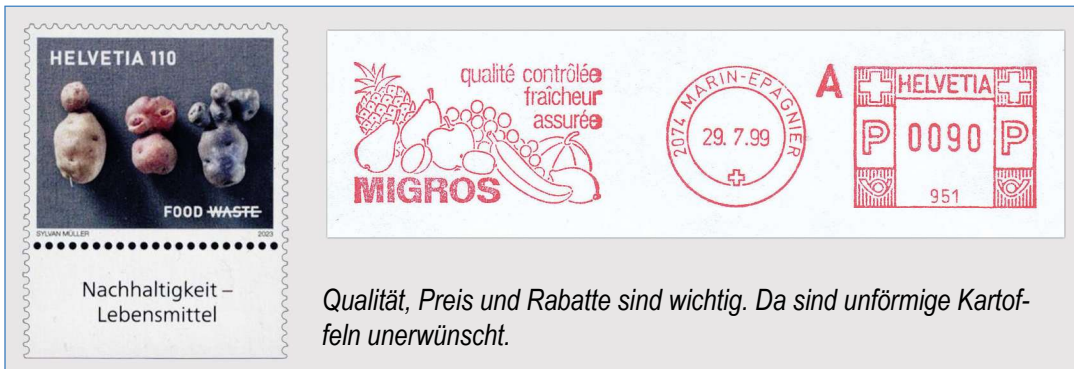 HELVETIA 110
FOOD WASTE
SYLVAN MÜLLER 2023
Nachhaltigkeit –
Lebensmittel
qualité contrôlée
fraîcheur
assurée
MIGROS
2074 MARIN-EPAGNIER
29.7.99
A
HELVETIA
P 0090 P
951
Qualität, Preis und Rabatte sind wichtig. Da sind unförmige Kartof-
feln unerwünscht.